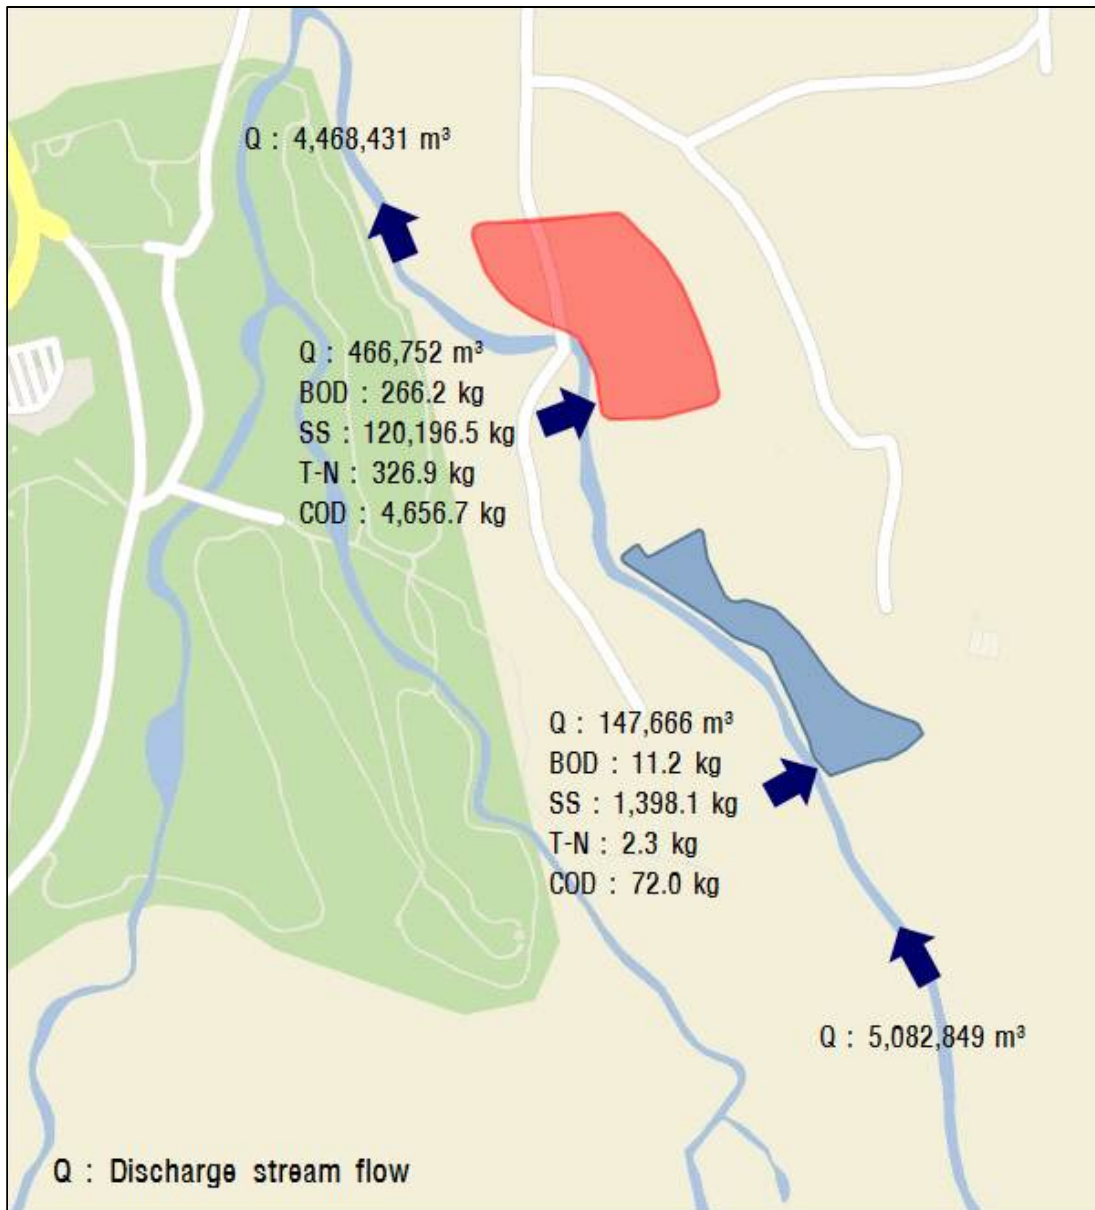 Q : 4,468,431 m³
Q : 466,752 m³
BOD : 266.2 kg
SS : 120,196.5 kg
T-N : 326.9 kg
COD : 4,656.7 kg
Q : 147,666 m³
BOD : 11.2 kg
SS : 1,398.1 kg
T-N : 2.3 kg
COD : 72.0 kg
Q : 5,082,849 m³
Q : Discharge stream flow